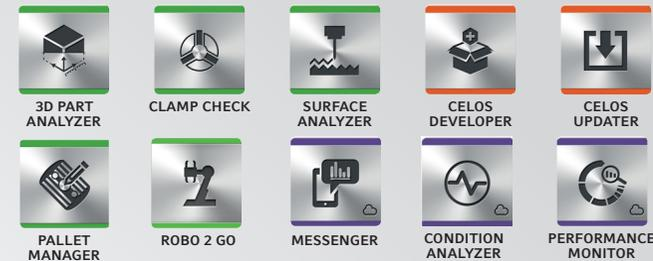 3D PART
ANALYZER
CLAMP CHECK
SURFACE
ANALYZER
CELOS
DEVELOPER
CELOS
UPDATER
PALLET
MANAGER
ROBO 2 GO
MESSENGER
CONDITION
ANALYZER
PERFORMANCE
MONITOR